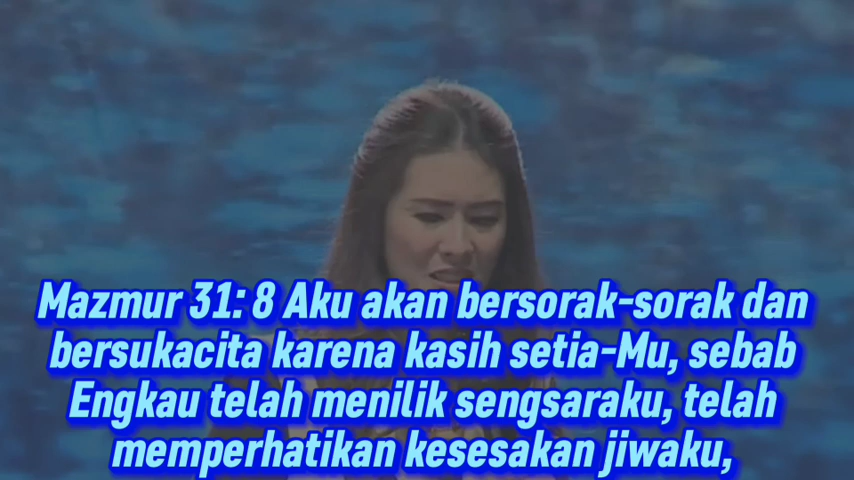 Mazmur 31: 8 Aku akan bersorak-sorak dan
bersukacita karena kasih setia-Mu, sebab
Engkau telah menilik sengsaraku, telah
memperhatikan kesesakan jiwaku,